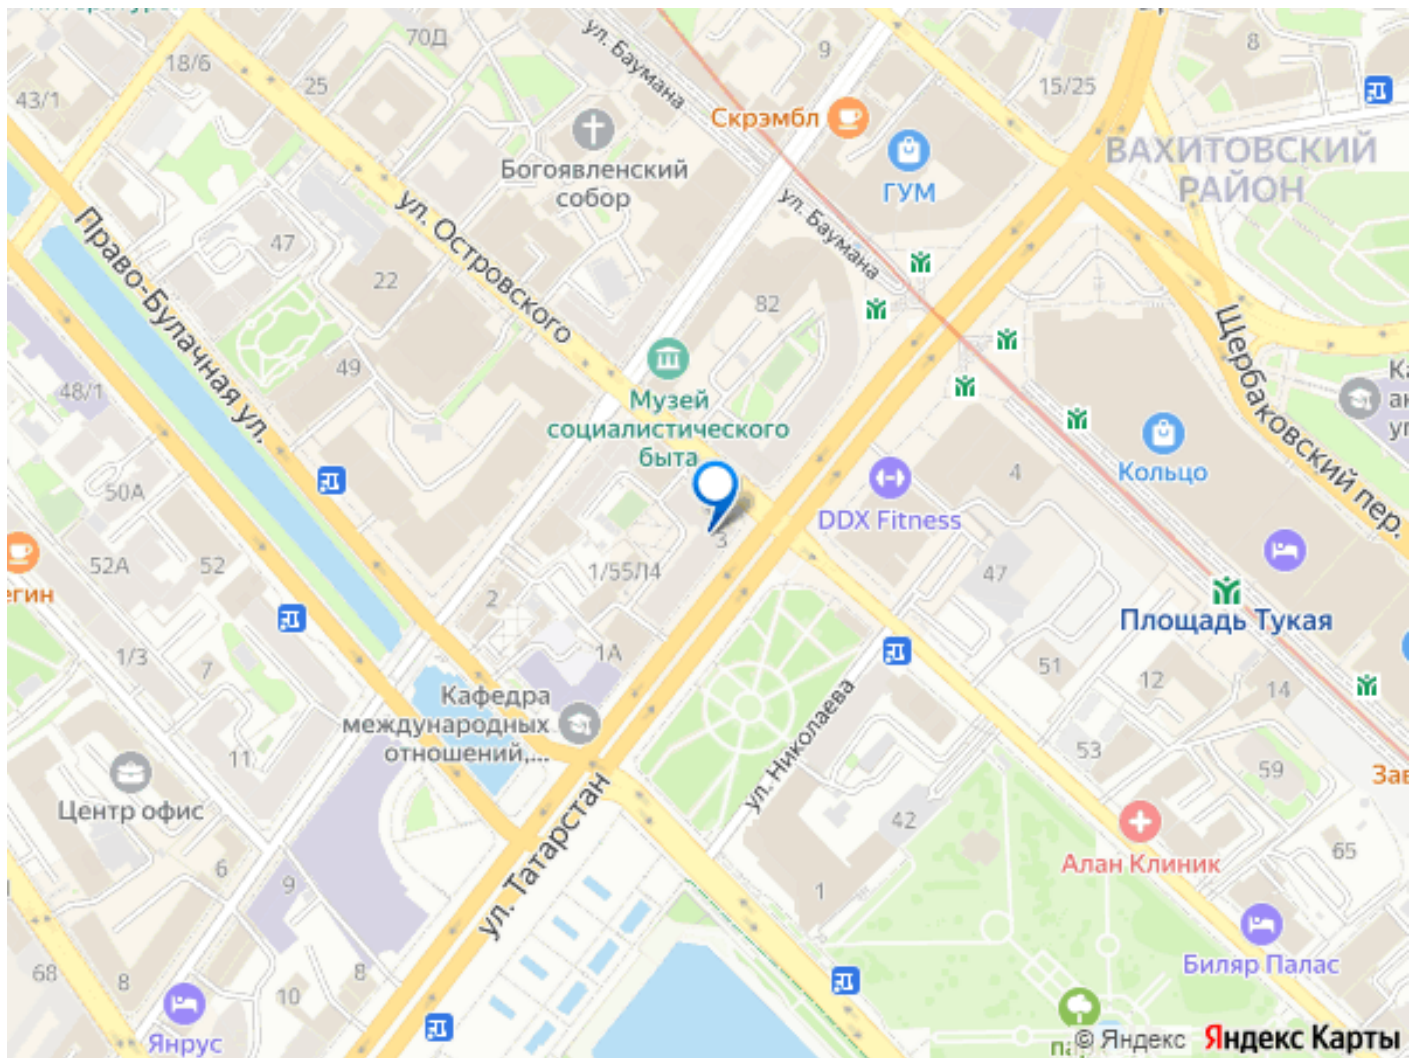 70Д
9
8
18/6
ул. Баумана
25
15/25
43/1
Скрэмбл
ВАХИТОВСКИЙ
РАЙОН
Богоявленский
собор
ГУМ
ул. Островского
ул. Баумана
Право-Булачная ул.
47
22
82
Щербаковский пер.
49
48/1
Музей
социалистического
быта
Кольцо
4
50А
DDX Fitness
3
52А
52
1/55/14
47
2
Площадь Тукая
1/3
7
1А
51
12
14
Кафедра
международных
отношений,...
ул. Николаева
11
53
59
Центр офис
ул. Татарстан
42
65
Алан Клиник
6
9
1
68
8
8
10
Биляр Палас
Янрус
© Яндекс
Яндекс Карты